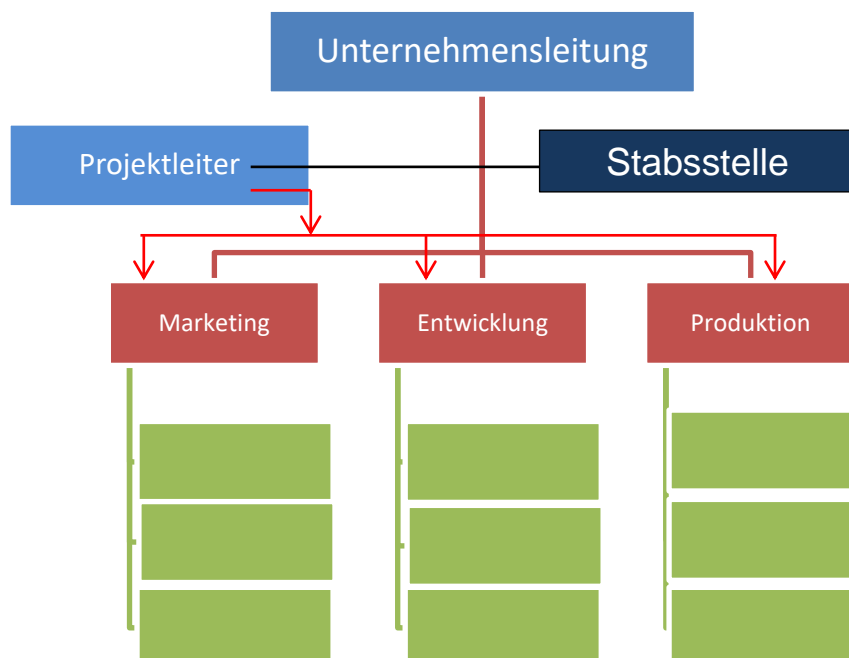 Unternehmensleitung
Projektleiter
Stabsstelle
Marketing
Entwicklung
Produktion